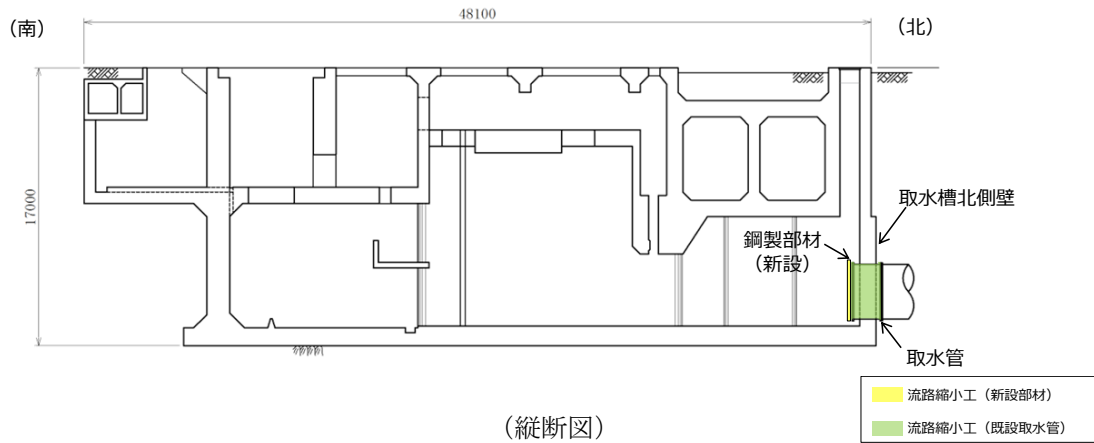 48100
(南)
(北)
17000
取水槽北側壁
鋼製部材
(新設)
取水管
流路縮小工(新設部材)
流路縮小工(既設取水管)
(縦断図)